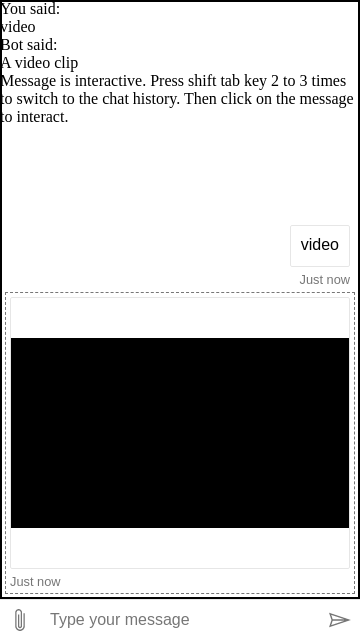 You said:
video
Bot said:
A video clip
Message is interactive. Press shift tab key 2 to 3 times
to switch to the chat history. Then click on the message
to interact.
video
Just now
Just now
Type your message